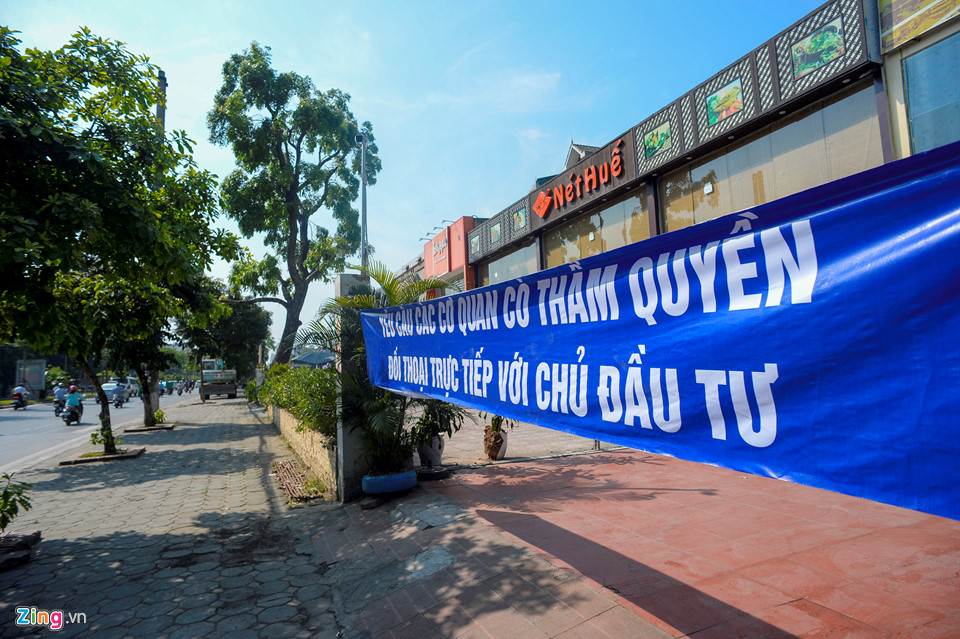 NétHuế
YÊU CẦU CÁC CƠ QUAN CÓ THẨM QUYỀN
ĐỐI THOẠI TRỰC TIẾP VỚI CHỦ ĐẦU TƯ
Zing.vn